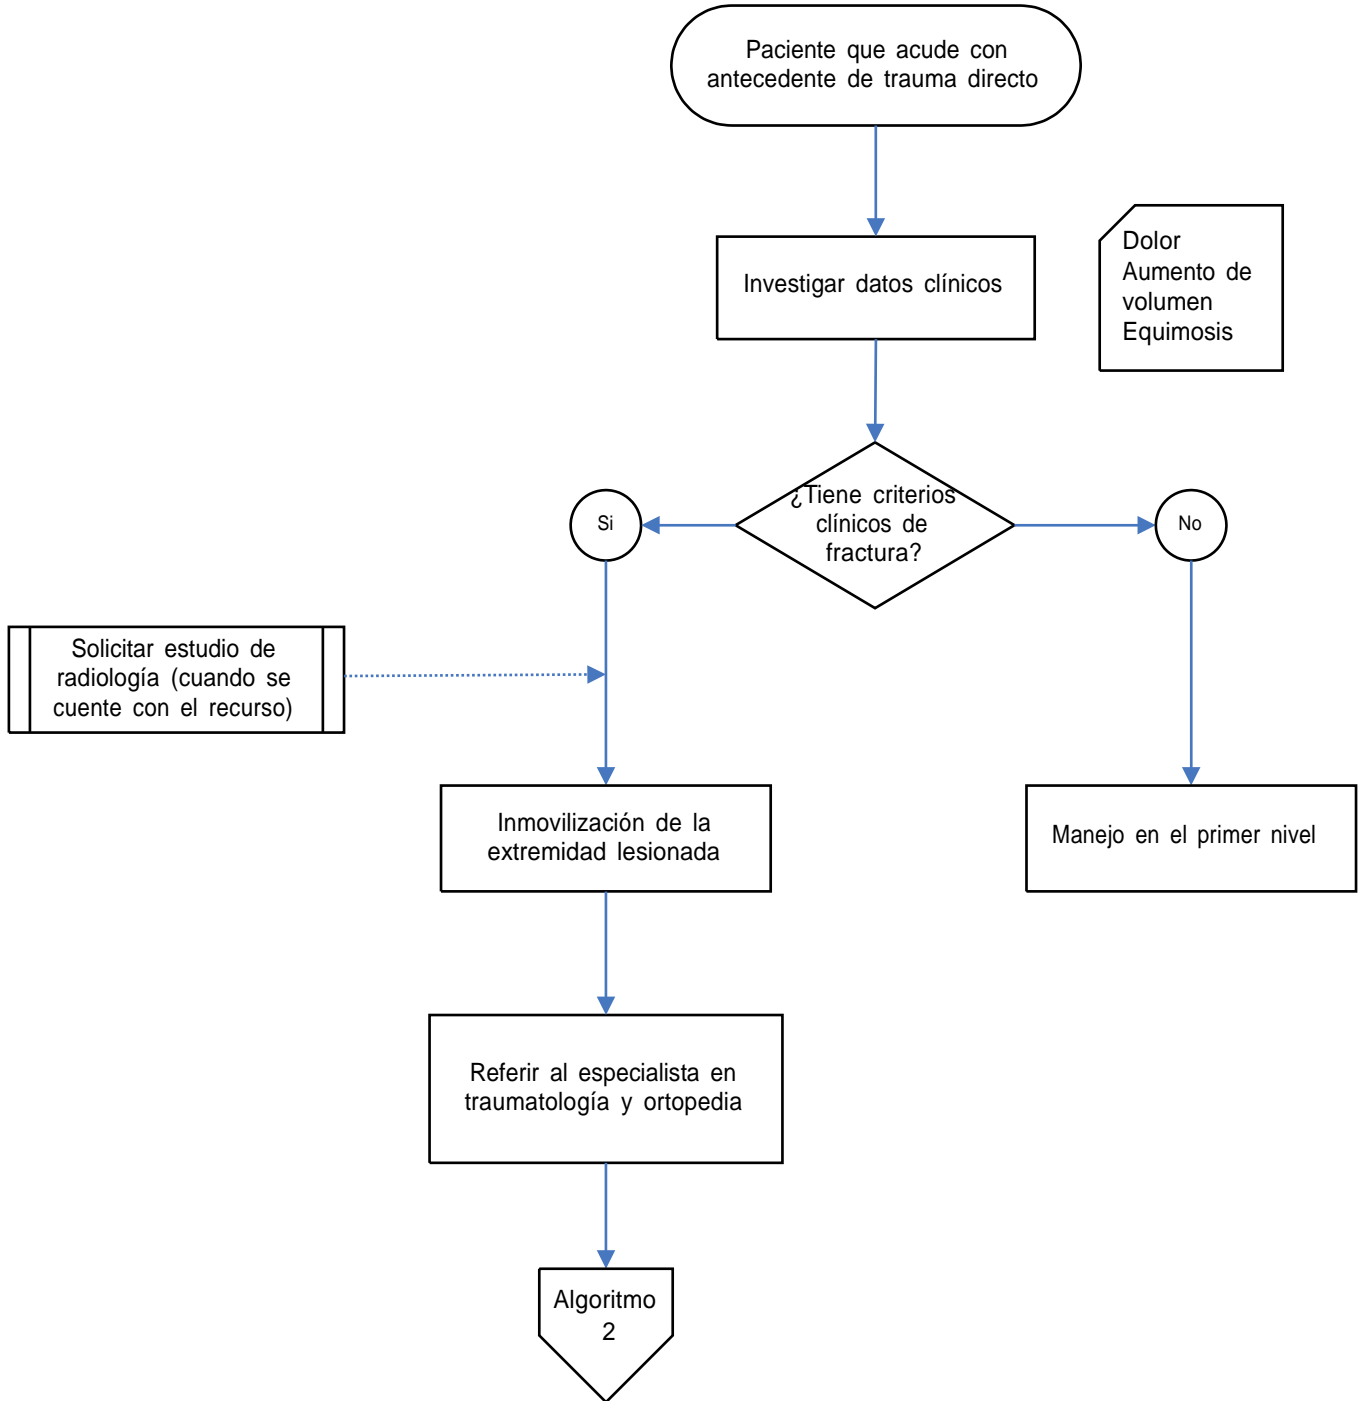 Paciente que acude con
antecedente de trauma directo
Investigar datos clínicos
Dolor
Aumento de
volumen
Equimosis
¿Tiene criterios
clínicos de
fractura?
Si
No
Solicitar estudio de
radiología (cuando se
cuente con el recurso)
Inmovilización de la
extremidad lesionada
Manejo en el primer nivel
Referir al especialista en
traumatología y ortopedia
Algoritmo
2